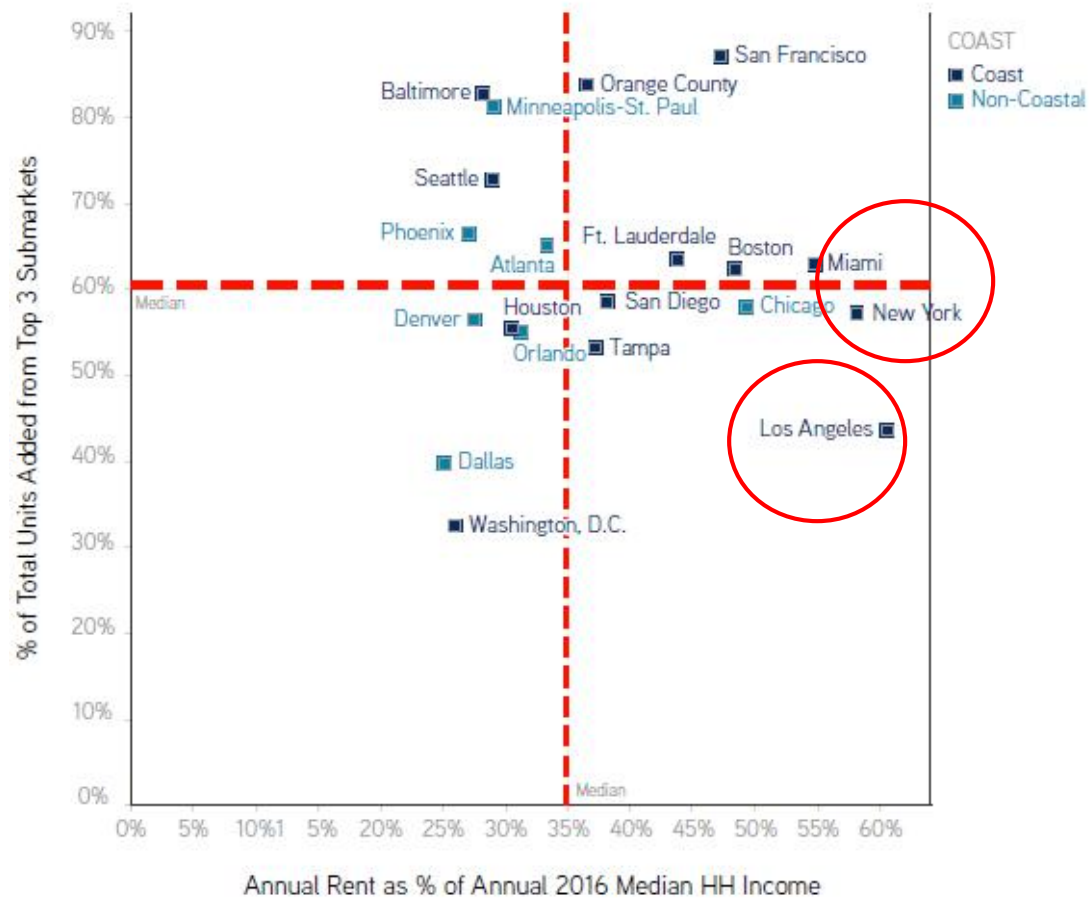 90%
San Francisco
COAST
Coast
Non-Coastal
Orange County
Baltimore
Minneapolis-St. Paul
80%
Seattle
70%
Phoenix
Atlanta
Ft. Lauderdale
Boston
Miami
60%
Median
Houston
San Diego
Chicago
New York
Denver
Orlando
Tampa
50%
Los Angeles
40%
Dallas
Washington, D.C.
30%
20%
10%
0%
Median
0% 5% 10%1 5% 20% 25% 30% 35% 40% 45% 50% 55% 60%
% of Total Units Added from Top 3 Submarkets
Annual Rent as % of Annual 2016 Median HH Income